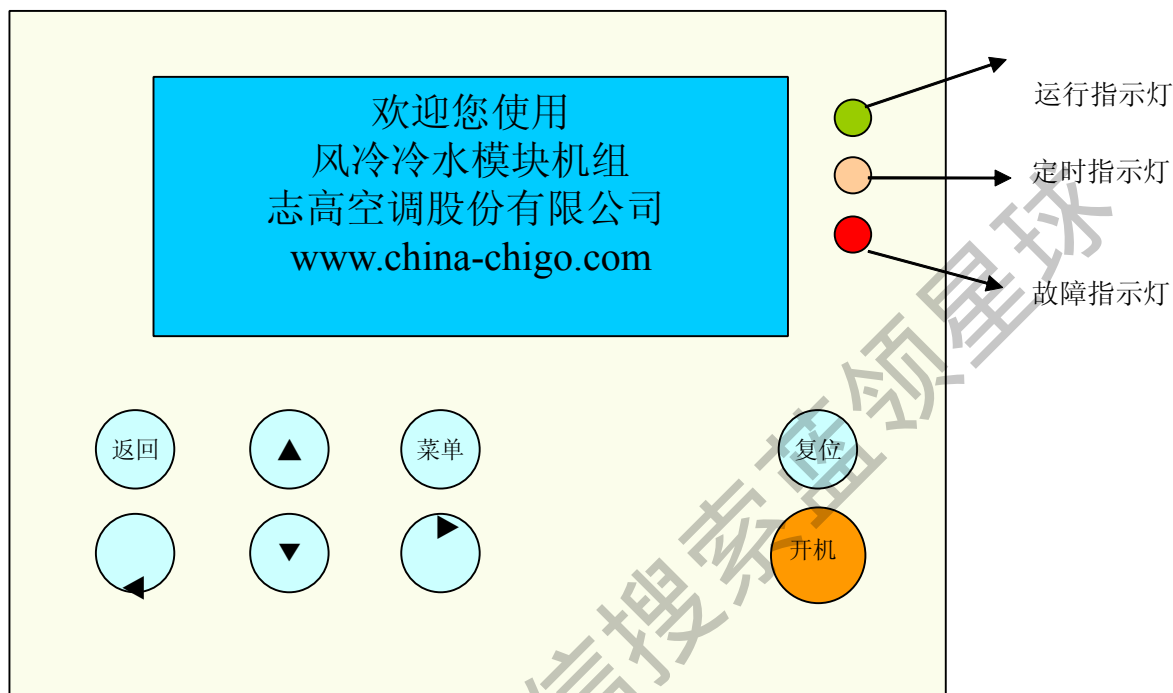 欢迎您使用
风冷冷水模块机组
志高空调股份有限公司
www.china-chigo.com
运行指示灯
定时指示灯
故障指示灯
返回
▲
菜单
复位
◀
▼
▶
开机
信搜索蓝领星球